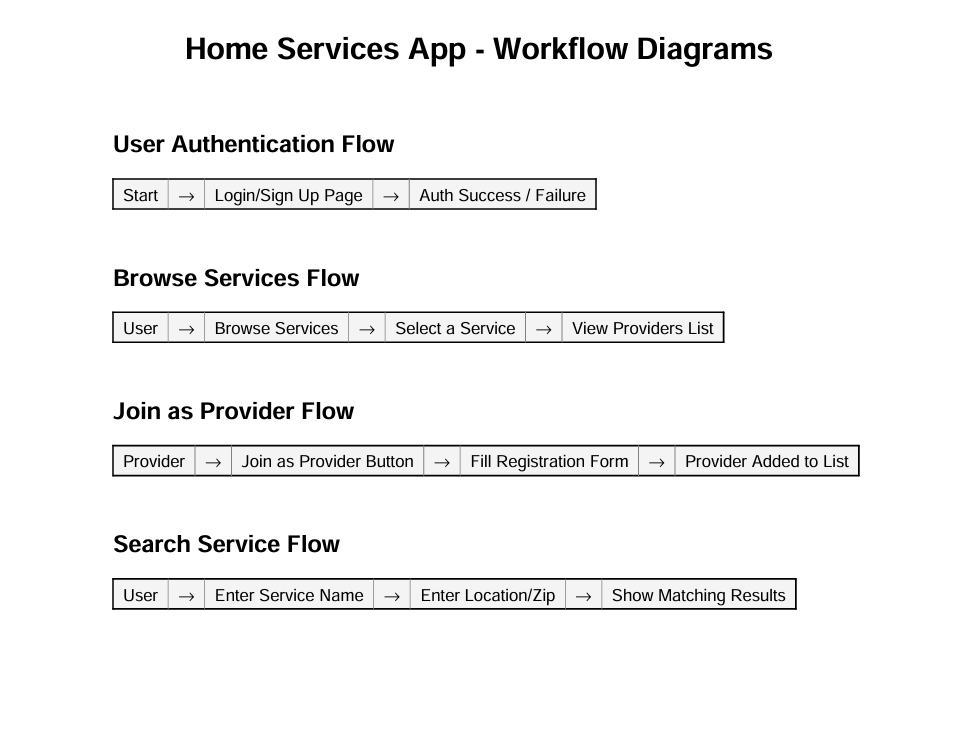 Home Services App - Workflow Diagrams
User Authentication Flow
Start → Login/Sign Up Page → Auth Success / Failure
Browse Services Flow
User → Browse Services → Select a Service → View Providers List
Join as Provider Flow
Provider → Join as Provider Button → Fill Registration Form → Provider Added to List
Search Service Flow
User → Enter Service Name → Enter Location/Zip → Show Matching Results